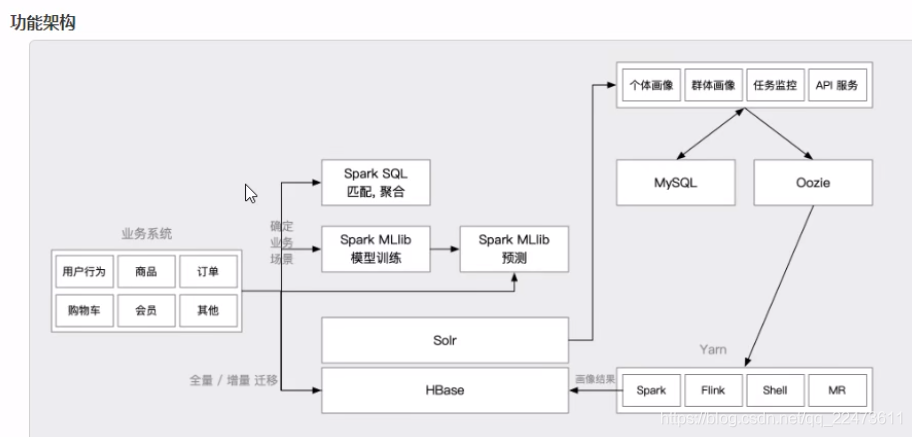 功能架构
个体画像
群体画像
任务监控
API 服务
Spark SQL
匹配, 聚合
MySQL
Oozie
业务系统
确定
业务
场景
Spark MLlib
模型训练
Spark MLlib
预测
用户行为
商品
订单
购物车
会员
其他
Solr
Yarn
全量 / 增量 迁移
HBase
画像结果
Spark
Flink
Shell
MR
https://blog.csdn.net/qq_22473611